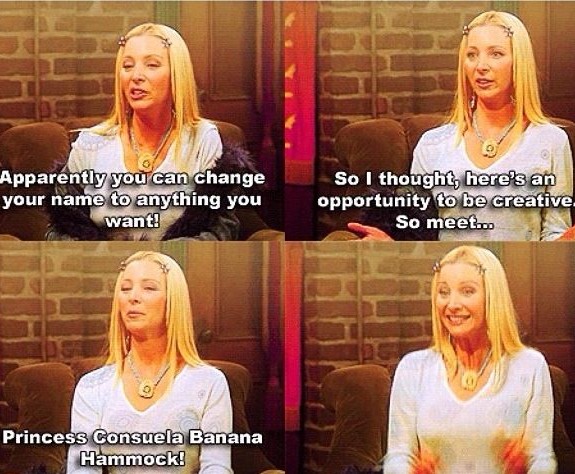 Apparently you can change
your name to anything you
want!
So I thought, here's an
opportunity to be creative.
So meet...
Princess Consuela Banana
Hammock!